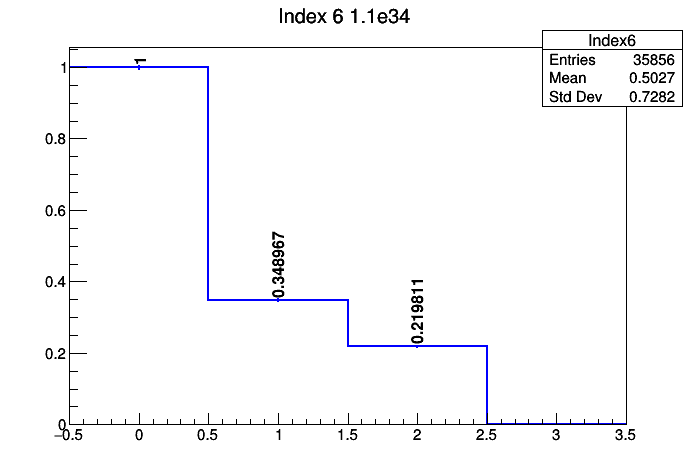 Index 6 1.1e34
Index6
Entries 35856
Mean 0.5027
Std Dev 0.7282
1
0.8
0.6
0.4
0.2
0
1
0.348967
0.219811
−0.5 0 0.5 1 1.5 2 2.5 3 3.5